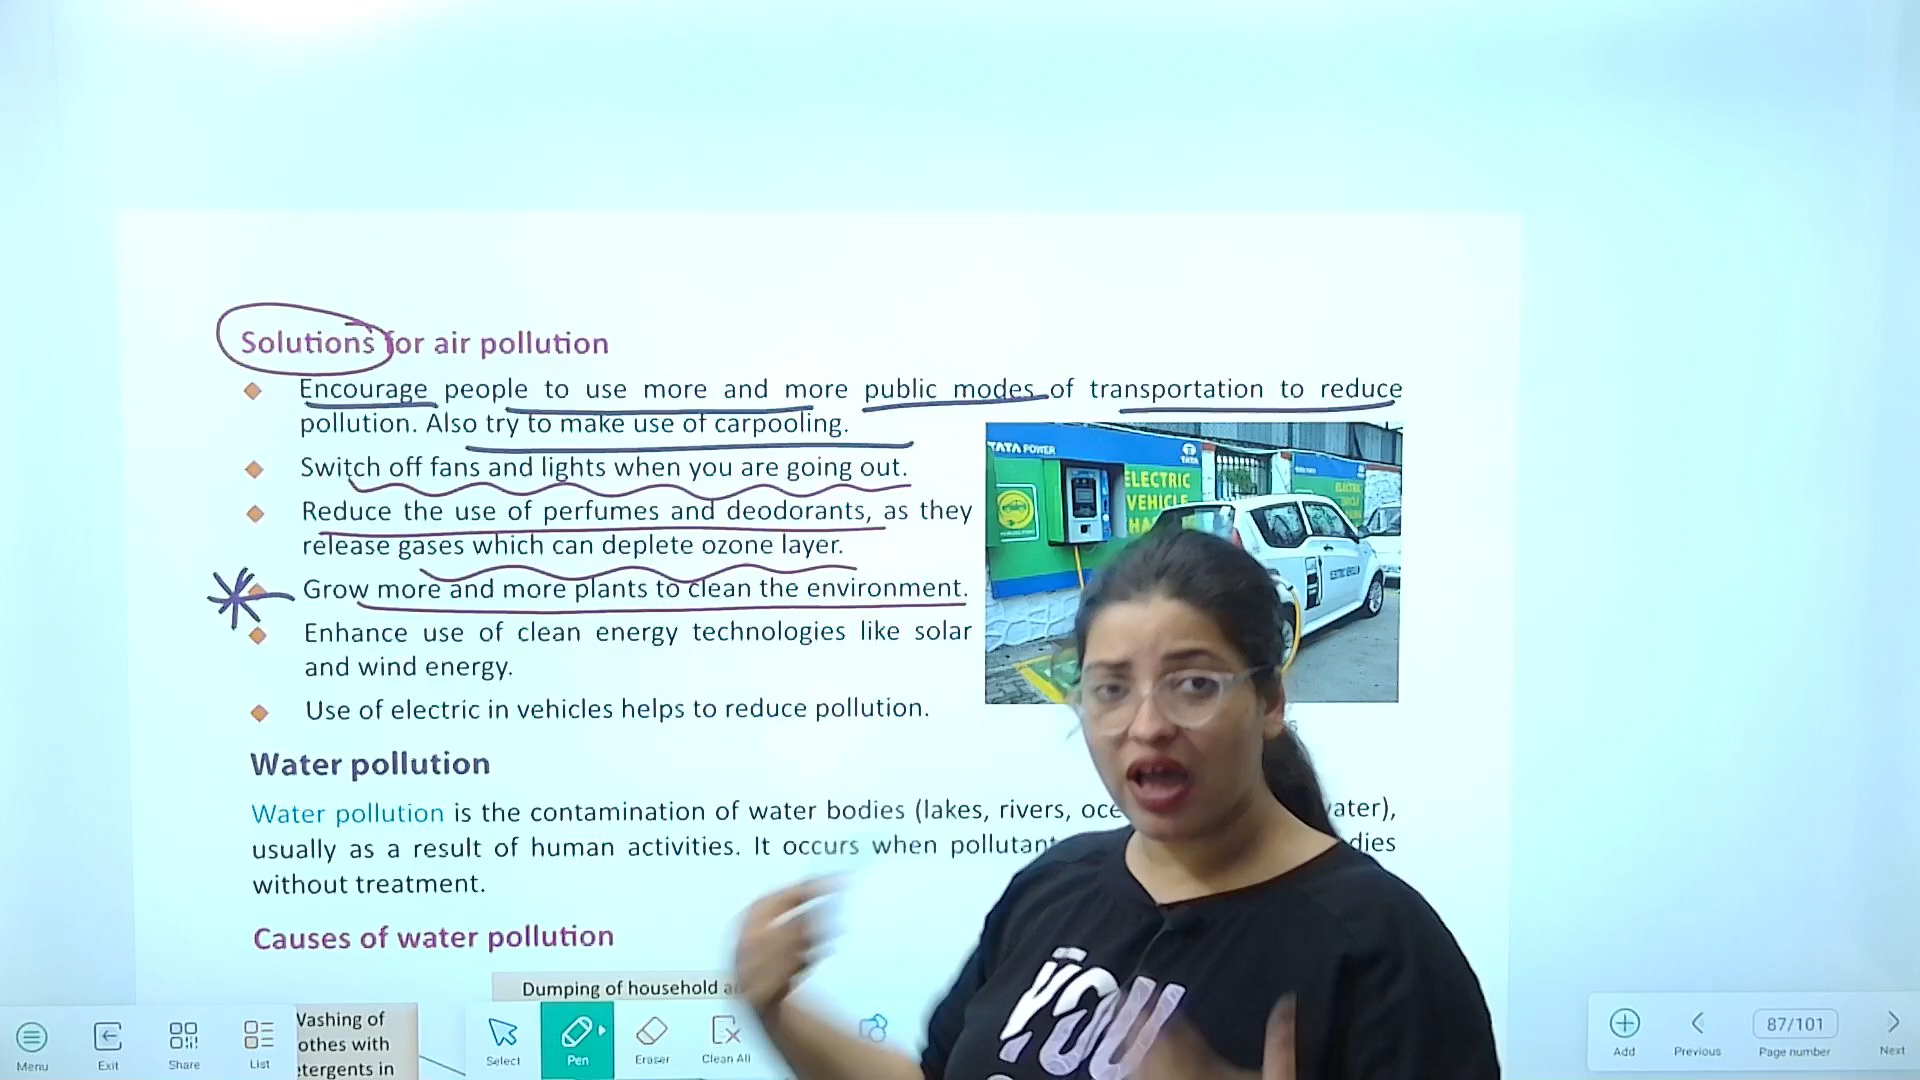 Solutions for air pollution
Encourage people to use more and more public modes of transportation to reduce
pollution. Also try to make use of carpooling.
Switch off fans and lights when you are going out.
Reduce the use of perfumes and deodorants, as they
release gases which can deplete ozone layer.
Grow more and more plants to clean the environment.
Enhance use of clean energy technologies like solar
and wind energy.
Use of electric in vehicles helps to reduce pollution.
TATA POWER
TATA
ELECTRIC
VEHICLE
ELECTRIC
Water pollution
Water pollution is the contamination of water bodies (lakes, rivers,
usually as a result of human activities. It occurs when
without treatment.
Causes of water pollution
Dumping of household
Washing of
with
in
YOU
Menu
Exit
Share
List
Select
Pen
Eraser
Clean All
Add
Previous
87/101
Page number
Next